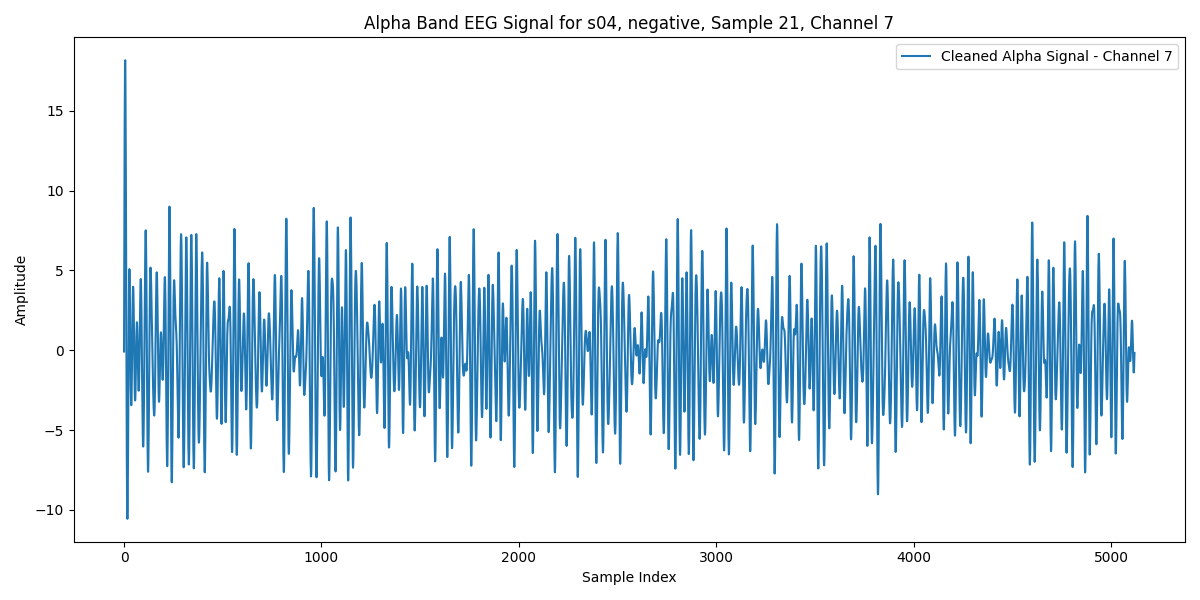 Alpha Band EEG Signal for s04, negative, Sample 21, Channel 7
Cleaned Alpha Signal - Channel 7
Amplitude
15
10
5
0
−5
−10
0 1000 2000 3000 4000 5000
Sample Index